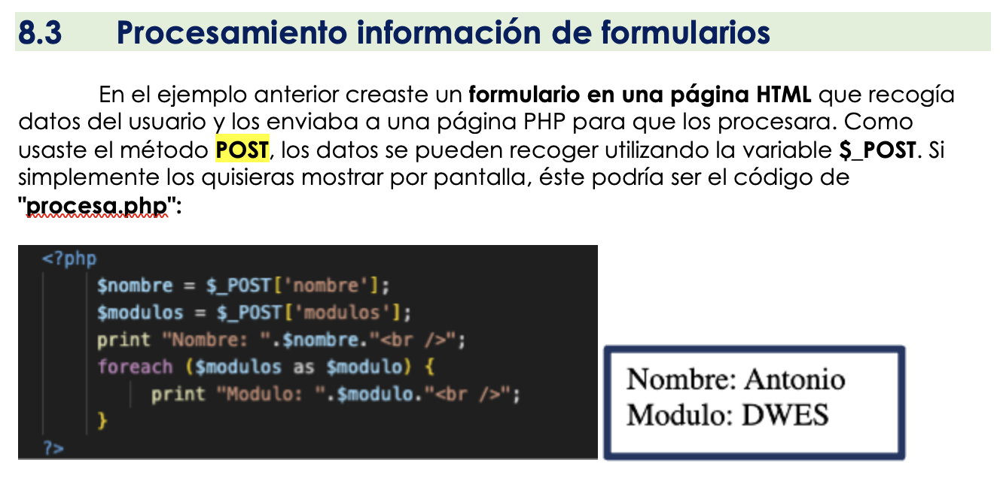 8.3 Procesamiento información de formularios
En el ejemplo anterior creaste un formulario en una página HTML que recogía
datos del usuario y los enviaba a una página PHP para que los procesara. Como
usaste el método POST, los datos se pueden recoger utilizando la variable $_POST. Si
simplemente los quisieras mostrar por pantalla, éste podría ser el código de
"procesa.php":
<?php
$nombre = $_POST['nombre'];
$modulos = $_POST['modulos'];
print "Nombre: ".$nombre."<br />";
foreach ($modulos as $modulo) {
print "Modulo: ".$modulo."<br />";
}
?>
Nombre: Antonio
Modulo: DWES